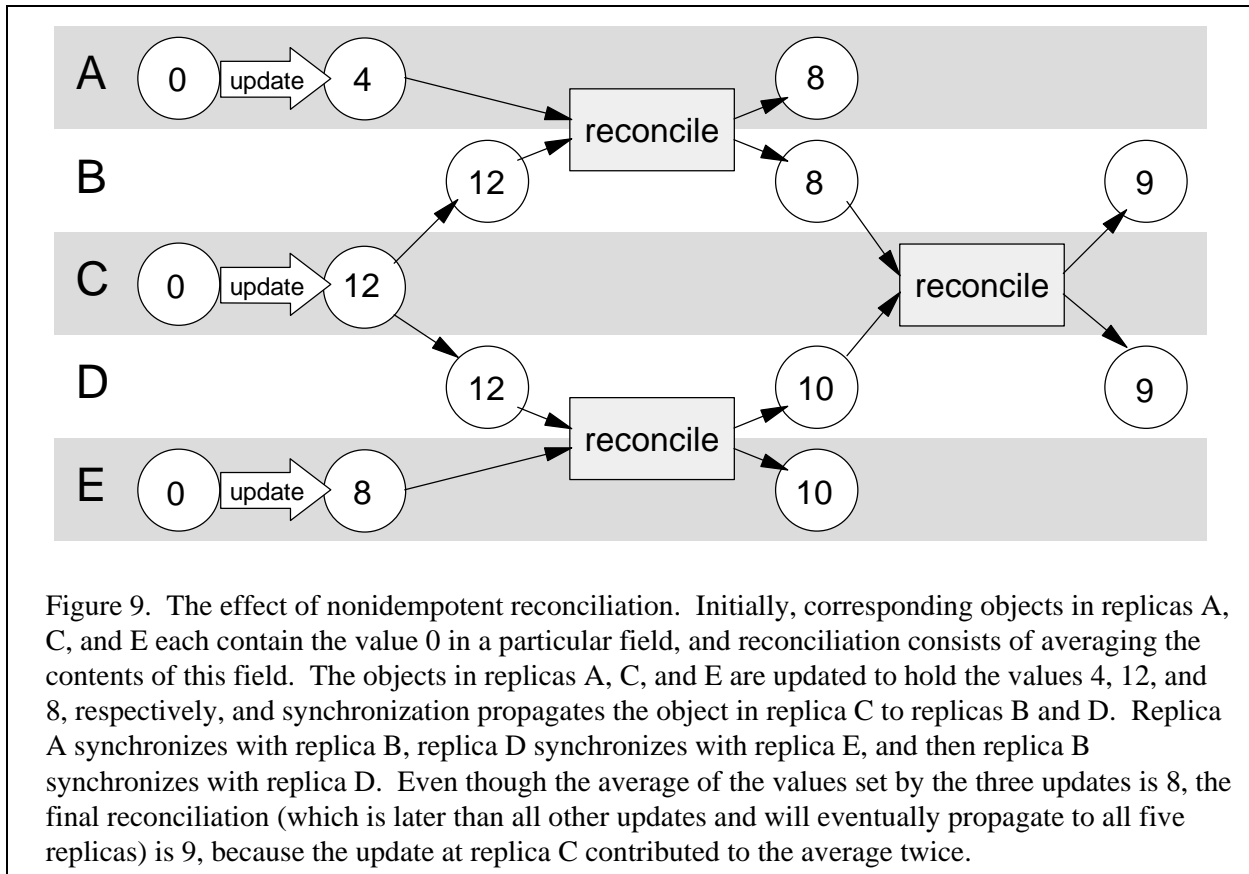 A 0 update 4 8
reconcile
B 12 8 9
C 0 update 12 reconcile
D 12 10 9
reconcile
E 0 update 8 10
Figure 9. The effect of nonidempotent reconciliation. Initially, corresponding objects in replicas A,
C, and E each contain the value 0 in a particular field, and reconciliation consists of averaging the
contents of this field. The objects in replicas A, C, and E are updated to hold the values 4, 12, and
8, respectively, and synchronization propagates the object in replica C to replicas B and D. Replica
A synchronizes with replica B, replica D synchronizes with replica E, and then replica B
synchronizes with replica D. Even though the average of the values set by the three updates is 8, the
final reconciliation (which is later than all other updates and will eventually propagate to all five
replicas) is 9, because the update at replica C contributed to the average twice.